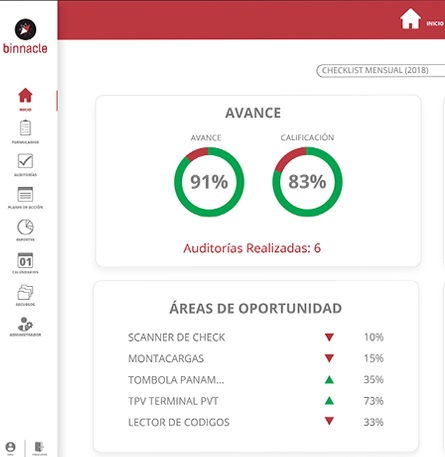 binnacle
INICIO
INICIO
FORMULARIOS
AUDITORÍAS
PLANES DE ACCIÓN
REPORTES
01
CALENDARIOS
RECURSOS
ADMINISTRADOR
CHECKLIST MENSUAL (2018)
AVANCE
AVANCE CALIFICACIÓN
91% 83%
Auditorías Realizadas: 6
ÁREAS DE OPORTUNIDAD
SCANNER DE CHECK 10%
MONTACARGAS 15%
TOMBOLA PANAM... 35%
TPV TERMINAL PVT 73%
LECTOR DE CODIGOS 33%